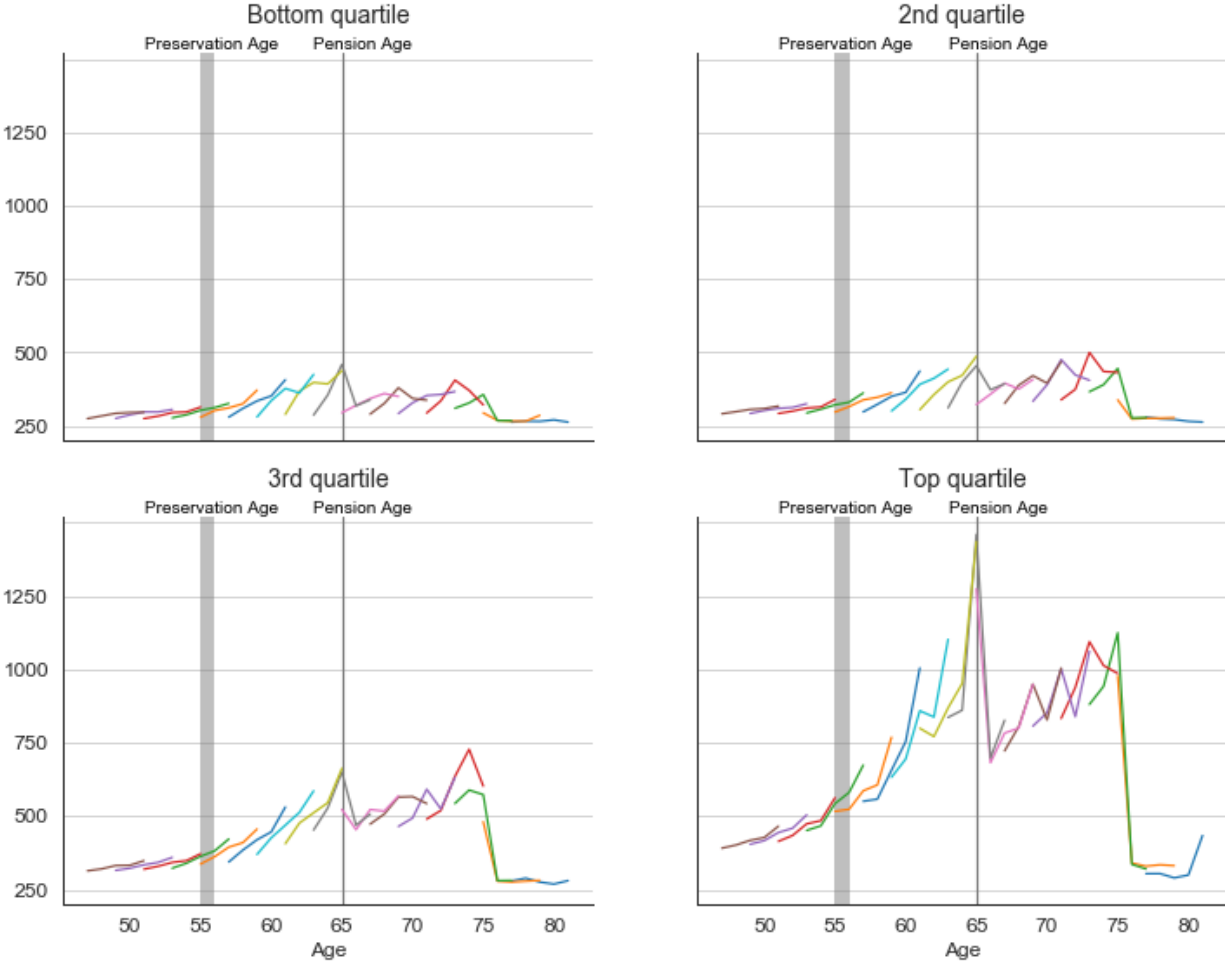 Bottom quartile
2nd quartile
Preservation Age Pension Age
Preservation Age Pension Age
1250
1000
750
500
250
3rd quartile
Top quartile
Preservation Age Pension Age
Preservation Age Pension Age
1250
1000
750
500
250
50 55 60 65 70 75 80
50 55 60 65 70 75 80
Age
Age